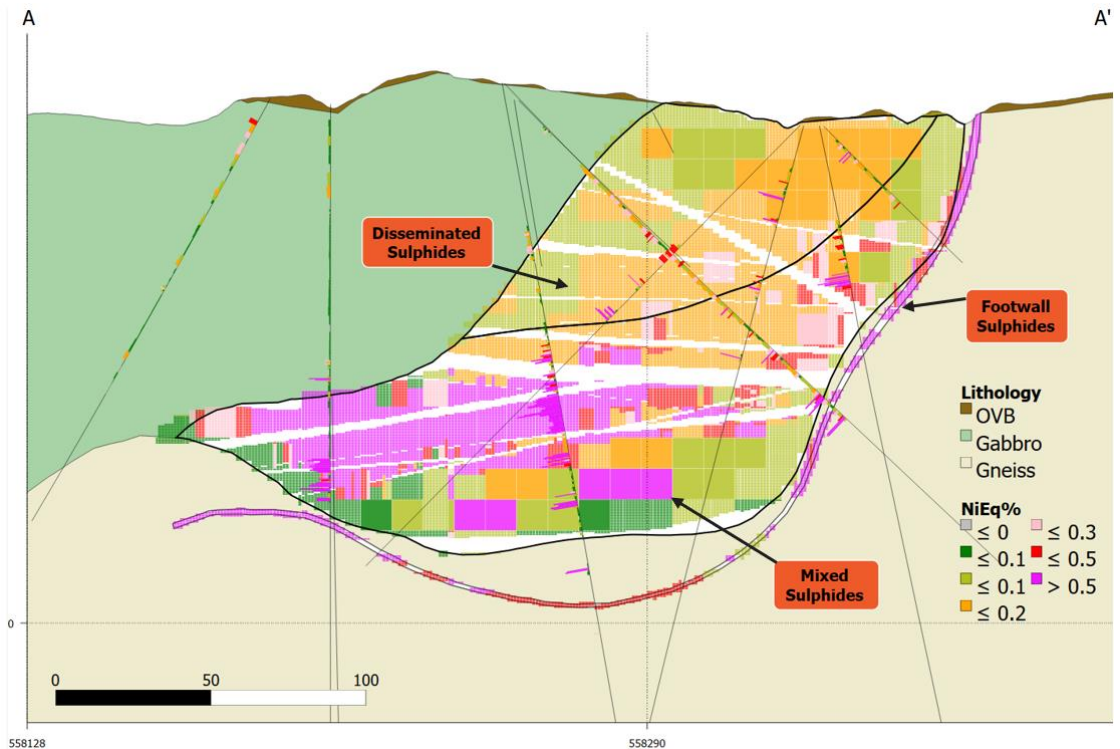 A
A'
Disseminated
Sulphides
Footwall
Sulphides
Mixed
Sulphides
Lithology
OVB
Gabbro
Gneiss
NiEq%
≤ 0
≤ 0.3
≤ 0.1
≤ 0.5
≤ 0.1
> 0.5
≤ 0.2
0
0
50
100
558128
558290